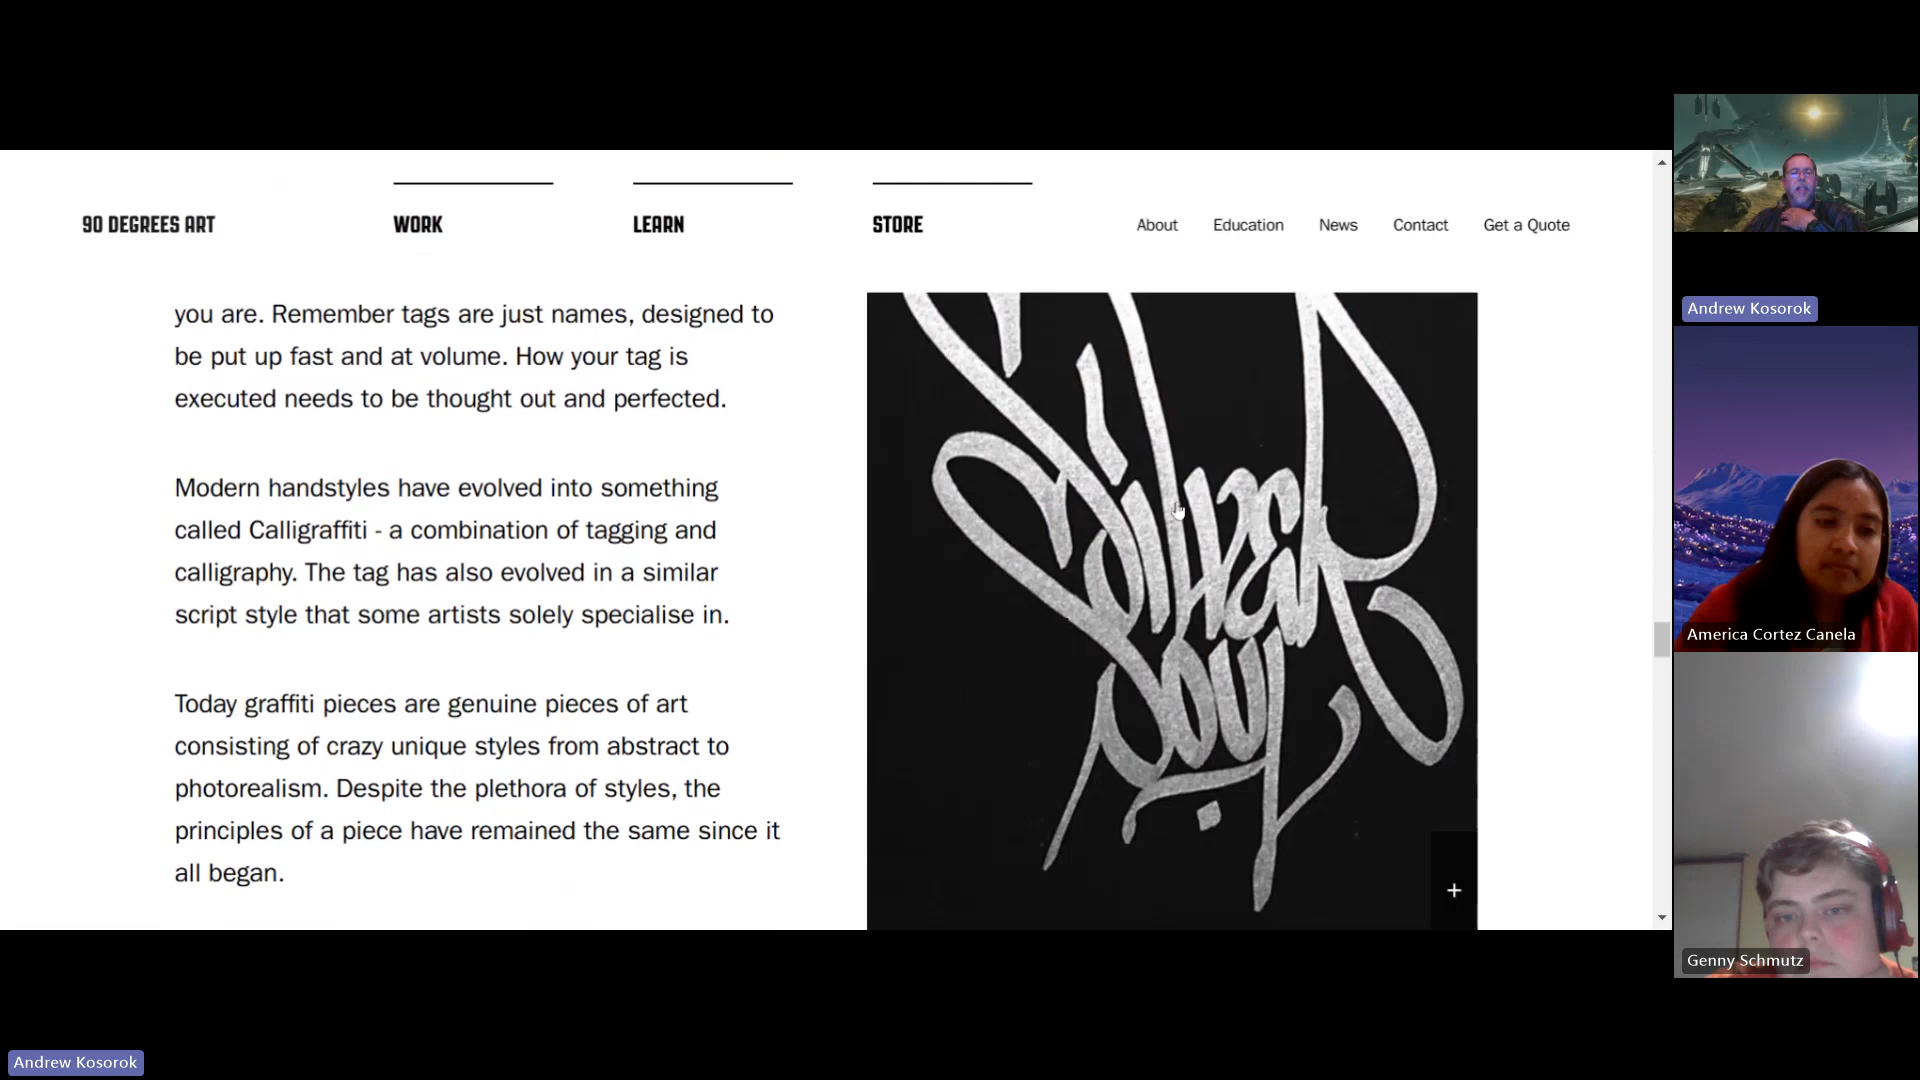 90 DEGREES ART
WORK
LEARN
STORE
About
Education
News
Contact
Get a Quote
you are. Remember tags are just names, designed to
be put up fast and at volume. How your tag is
executed needs to be thought out and perfected.
Modern handstyles have evolved into something
called Calligraffiti - a combination of tagging and
calligraphy. The tag has also evolved in a similar
script style that some artists solely specialise in.
Today graffiti pieces are genuine pieces of art
consisting of crazy unique styles from abstract to
photorealism. Despite the plethora of styles, the
principles of a piece have remained the same since it
all began.
Silver
Soul
+
Andrew Kosorok
America Cortez Canela
Genny Schmutz
Andrew Kosorok